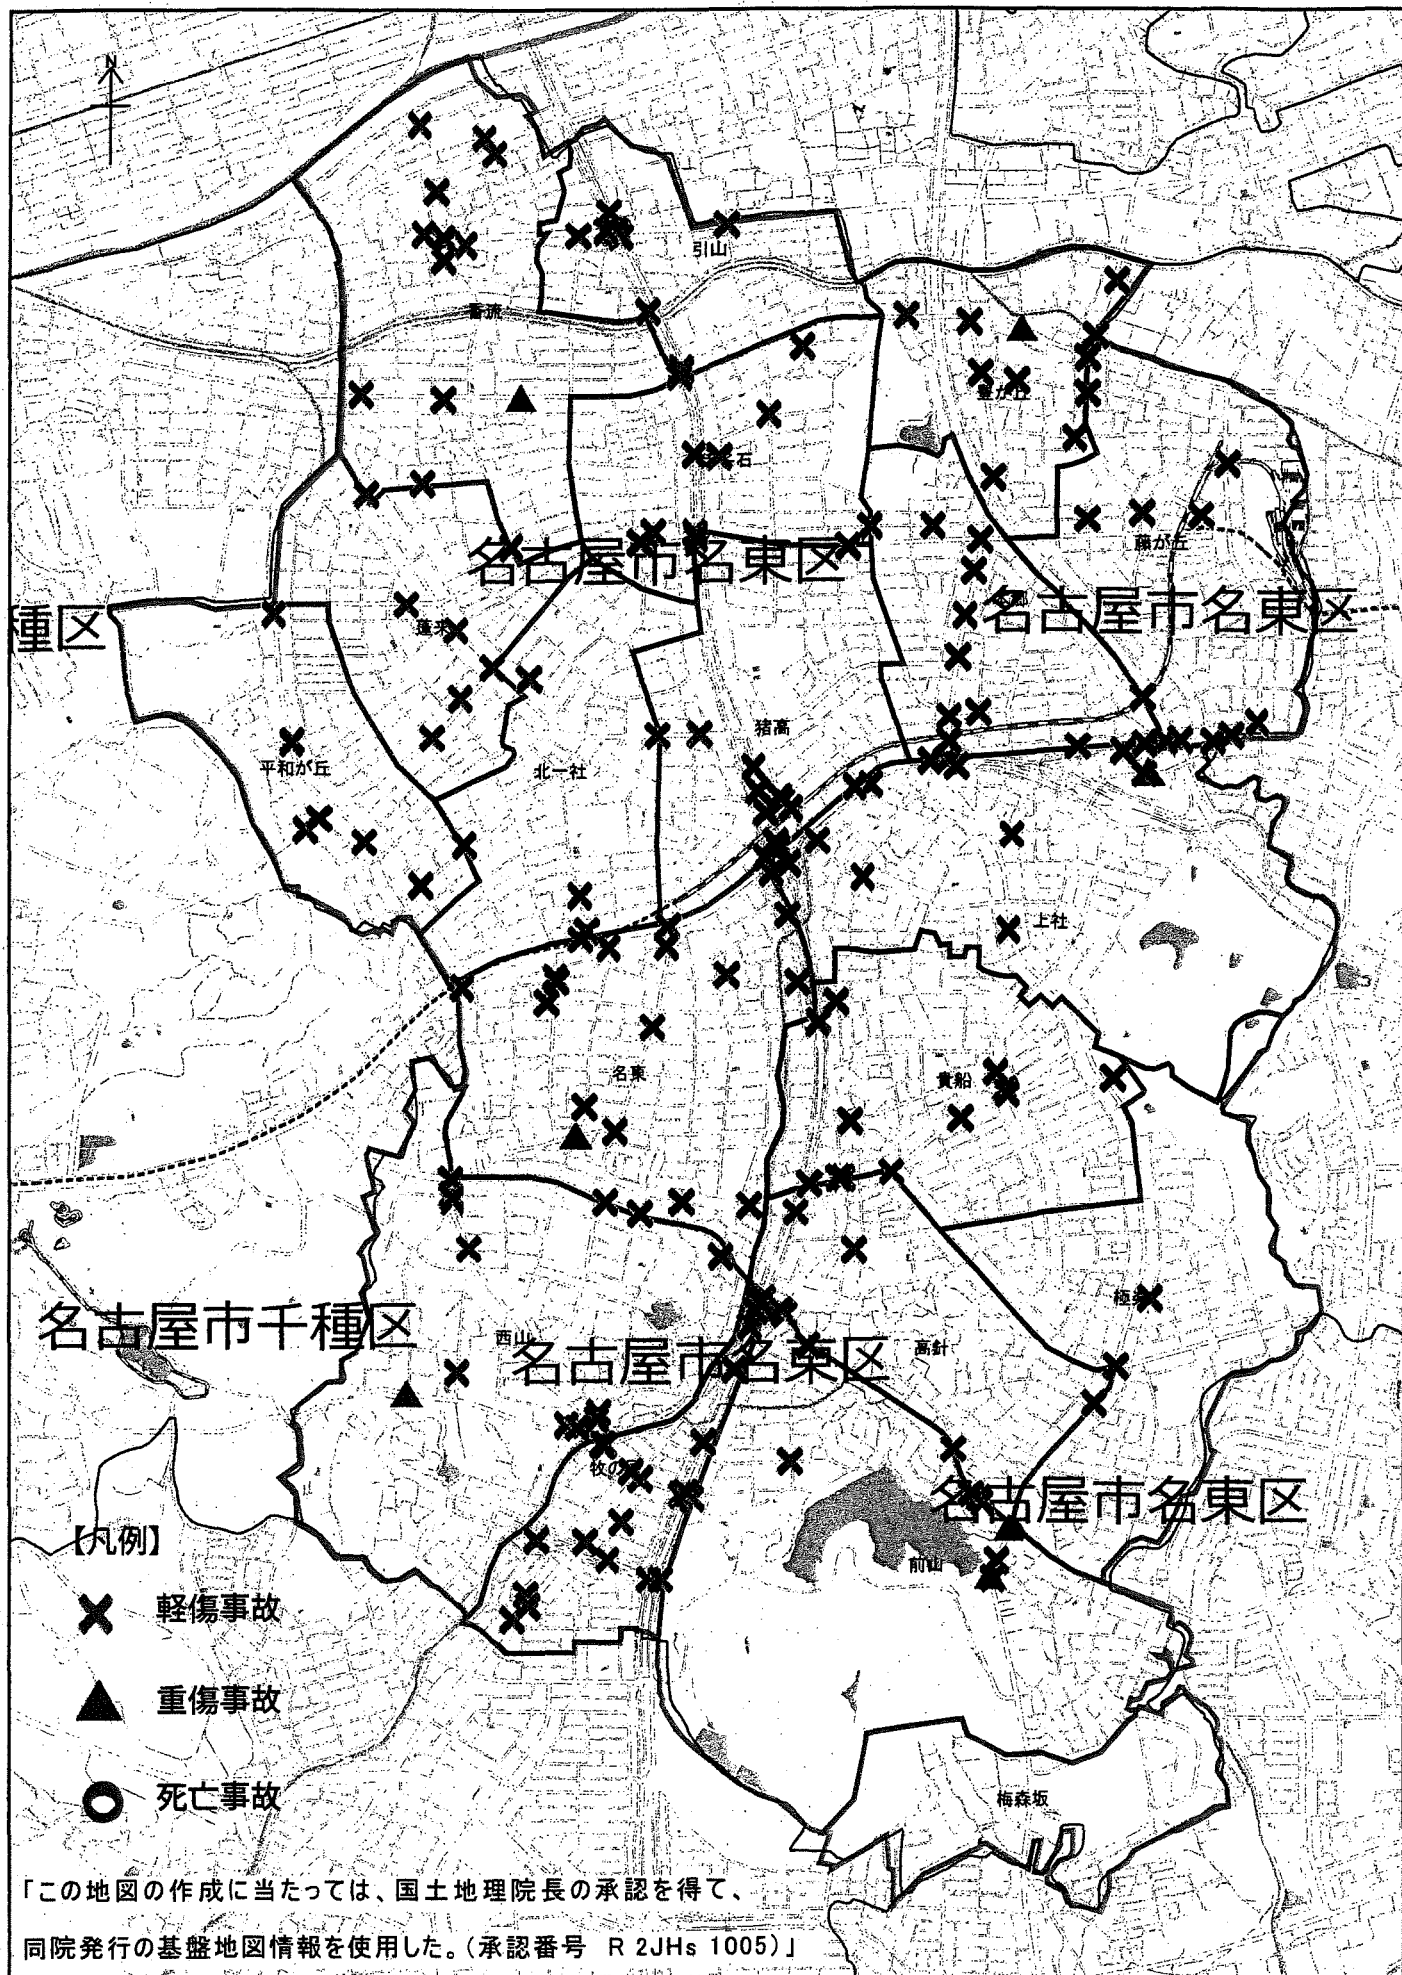 N
引山
香流
石
藤が丘
名古屋市名東区
名古屋市名東区
種区
蓬来
猪高
平和が丘
北一社
上社
名東
貴船
名古屋市千種区
西山
名古屋市名東区
高針
牧の
名古屋市名東区
前山
【凡例】
軽傷事故
重傷事故
死亡事故
梅森坂
「この地図の作成に当たっては、国土地理院長の承認を得て、
同院発行の基盤地図情報を使用した。(承認番号 R 2JHs 1005)」